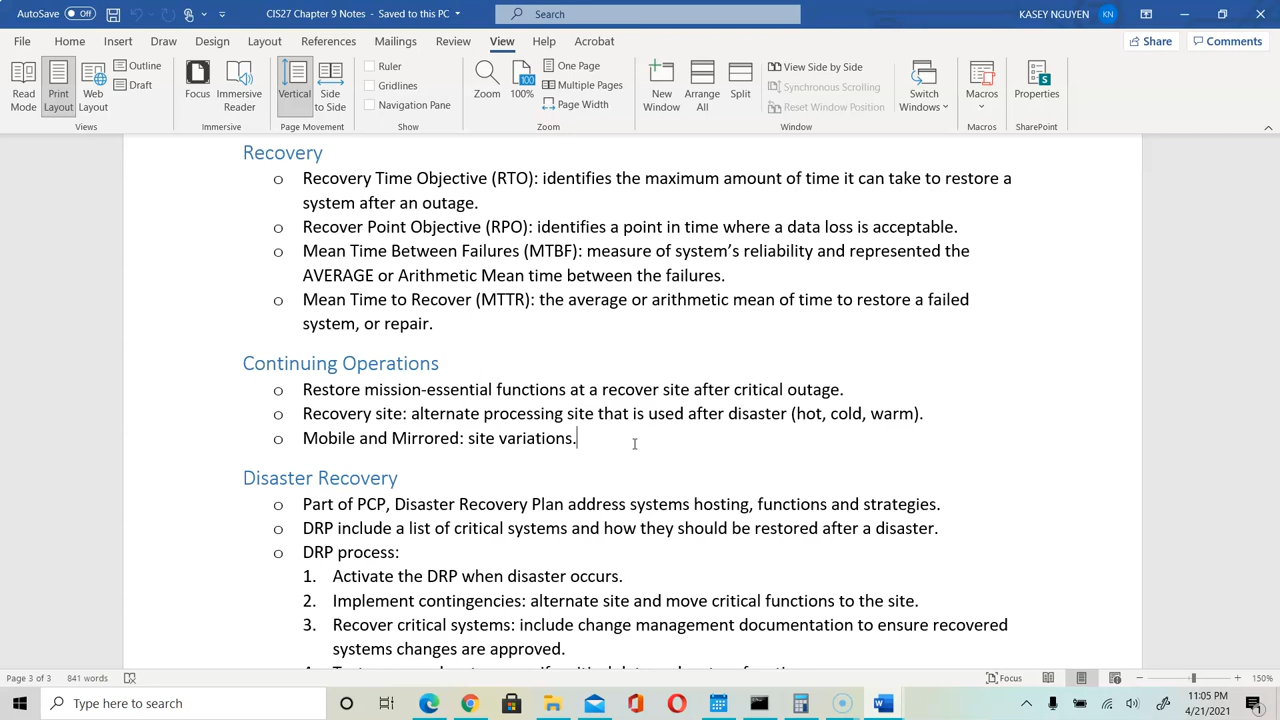 AutoSave Off CIS27 Chapter 9 Search KASEY NGUYEN KN
File Home Insert Draw Design Layout References Mailings Review View Help Acrobat Share Comments
Read Mode Print Layout Web Layout Outline Draft Focus Immersive Reader Vertical Side to Side Ruler Gridlines Navigation Pane Zoom 100 100% One Page Multiple Pages Page Width New Window Arrange All Split View Side by Side Synchronous Scrolling Reset Window Position Switch Windows Macros Properties
Views Immersive Page Movement Show Zoom Window Macros SharePoint
Recovery
o Recovery Time Objective (RTO): identifies the maximum amount of time it can take to restore a
system after an outage.
o Recover Point Objective (RPO): identifies a point in time where a data loss is acceptable.
o Mean Time Between Failures (MTBF): measure of system’s reliability and represented the
AVERAGE or Arithmetic Mean time between the failures.
o Mean Time to Recover (MTTR): the average or arithmetic mean of time to restore a failed
system, or repair.
Continuing Operations
o Restore mission-essential functions at a recover site after critical outage.
o Recovery site: alternate processing site that is used after disaster (hot, cold, warm).
o Mobile and Mirrored: site variations.
Disaster Recovery
o Part of PCP, Disaster Recovery Plan address systems hosting, functions and strategies.
o DRP include a list of critical systems and how they should be restored after a disaster.
o DRP process:
1. Activate the DRP when disaster occurs.
2. Implement contingencies: alternate site and move critical functions to the site.
3. Recover critical systems: include change management documentation to ensure recovered
systems changes are approved.
Page 3 of 3 841 words Focus 150%
Type here to search 11:05 PM
4/21/2021